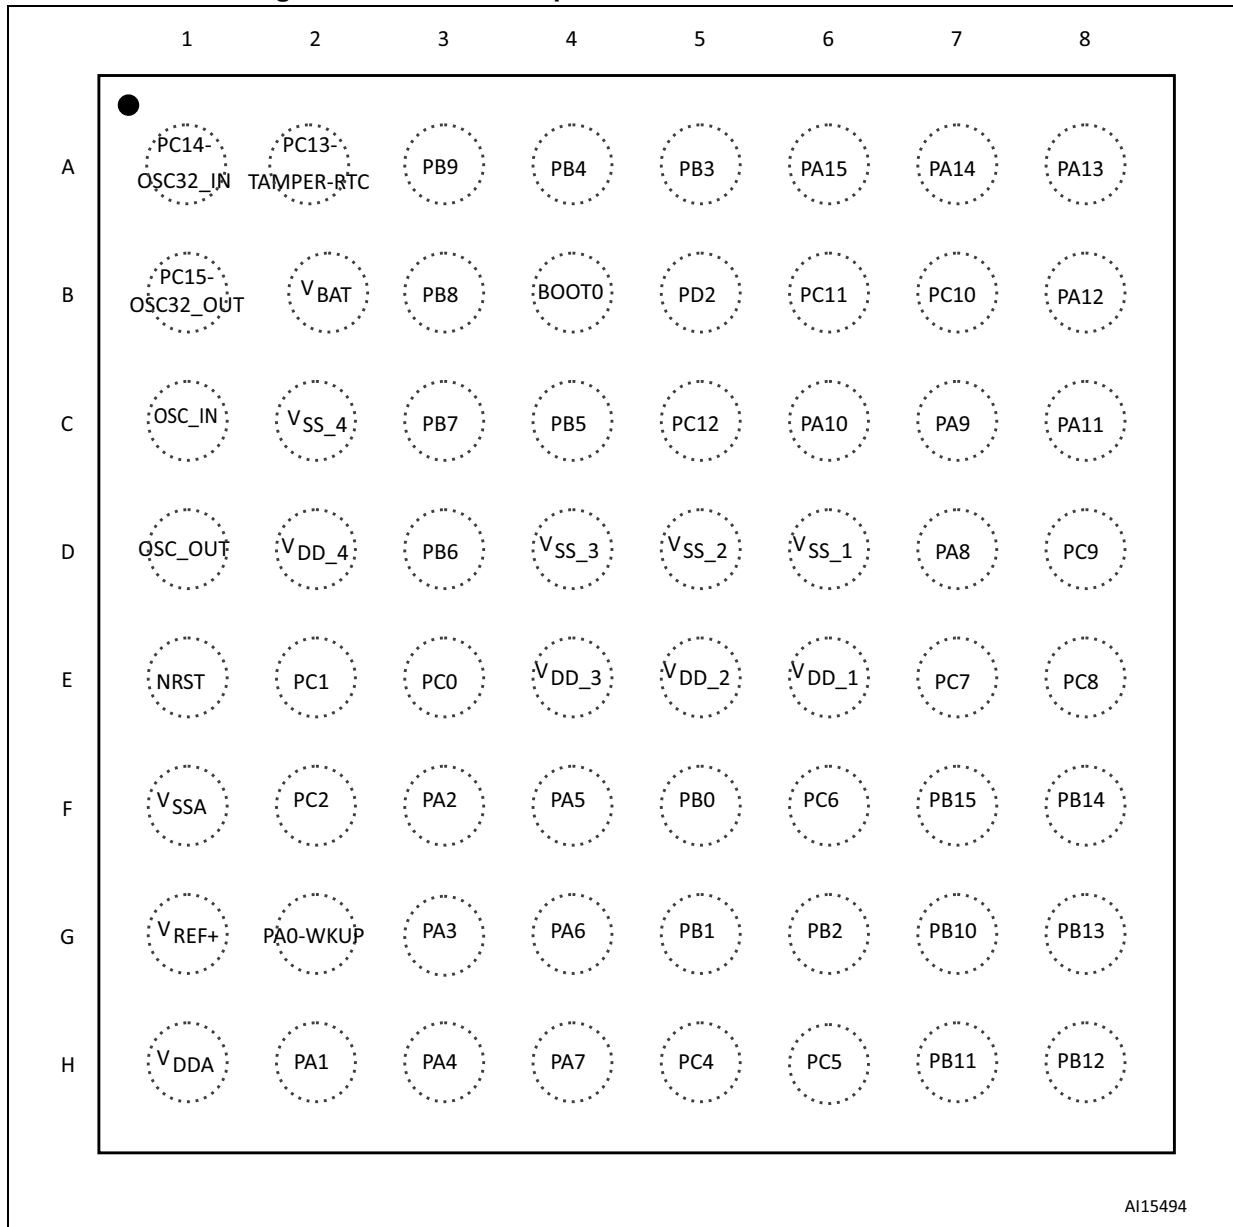 1 2 3 4 5 6 7 8
A PC14-OSC32_IN PC13-TAMPER-RTC PB9 PB4 PB3 PA15 PA14 PA13
B PC15-OSC32_OUT VBAT PB8 BOOT0 PD2 PC11 PC10 PA12
C OSC_IN VSS_4 PB7 PB5 PC12 PA10 PA9 PA11
D OSC_OUT VDD_4 PB6 VSS_3 VSS_2 VSS_1 PA8 PC9
E NRST PC1 PC0 VDD_3 VDD_2 VDD_1 PC7 PC8
F VSSA PC2 PA2 PA5 PB0 PC6 PB15 PB14
G VREF+ PA0-WKUP PA3 PA6 PB1 PB2 PB10 PB13
H VDDA PA1 PA4 PA7 PC4 PC5 PB11 PB12
AI15494